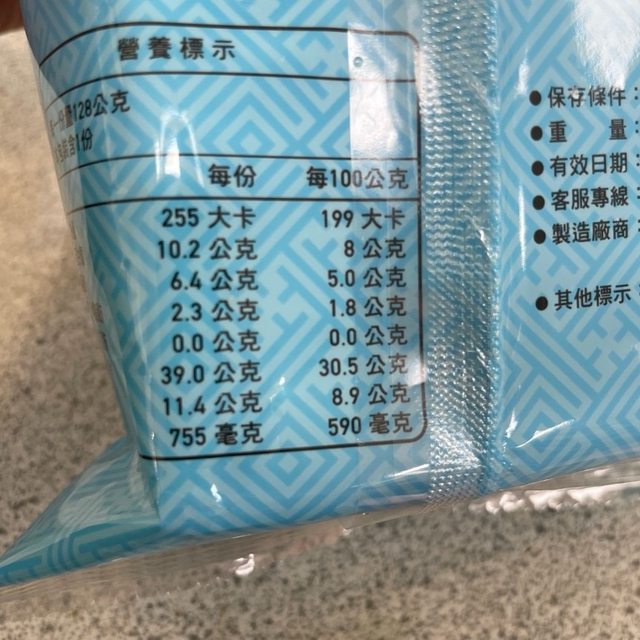 營養標示
128公克
1份
每份 每100公克
255 大卡 199 大卡
10.2 公克 8 公克
6.4 公克 5.0 公克
2.3 公克 1.8 公克
0.0 公克 0.0 公克
39.0 公克 30.5 公克
11.4 公克 8.9 公克
755 毫克 590 毫克
●保存條件：
●重 量：
●有效日期：
●客服專線：
●製造廠商：
●其他標示：